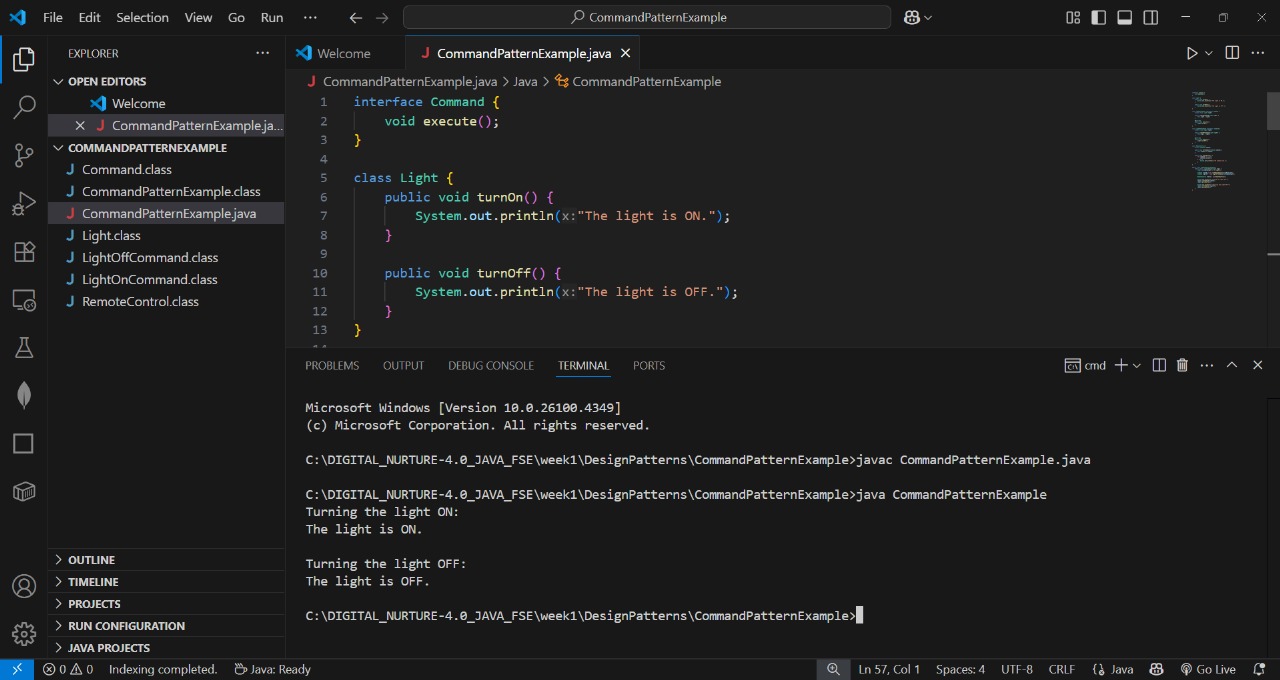 File Edit Selection View Go Run ··· CommandPatternExample
EXPLORER ···
OPEN EDITORS
Welcome
CommandPatternExample.ja...
COMMANDPATTERNEXAMPLE
Command.class
CommandPatternExample.class
CommandPatternExample.java
Light.class
LightOffCommand.class
LightOnCommand.class
RemoteControl.class
OUTLINE
TIMELINE
PROJECTS
RUN CONFIGURATION
JAVA PROJECTS
Welcome CommandPatternExample.java
CommandPatternExample.java > Java > CommandPatternExample
1 interface Command {
2 void execute();
3 }
4
5 class Light {
6 public void turnOn() {
7 System.out.println(x:"The light is ON.");
8 }
9
10 public void turnOff() {
11 System.out.println(x:"The light is OFF.");
12 }
13 }
PROBLEMS OUTPUT DEBUG CONSOLE TERMINAL PORTS cmd
Microsoft Windows [Version 10.0.26100.4349]
(c) Microsoft Corporation. All rights reserved.
C:\DIGITAL_NURTURE-4.0_JAVA_FSE\week1\DesignPatterns\CommandPatternExample>javac CommandPatternExample.java
C:\DIGITAL_NURTURE-4.0_JAVA_FSE\week1\DesignPatterns\CommandPatternExample>java CommandPatternExample
Turning the light ON:
The light is ON.
Turning the light OFF:
The light is OFF.
C:\DIGITAL_NURTURE-4.0_JAVA_FSE\week1\DesignPatterns\CommandPatternExample>
0 0 Indexing completed. Java: Ready Ln 57, Col 1 Spaces: 4 UTF-8 CRLF {} Java Go Live